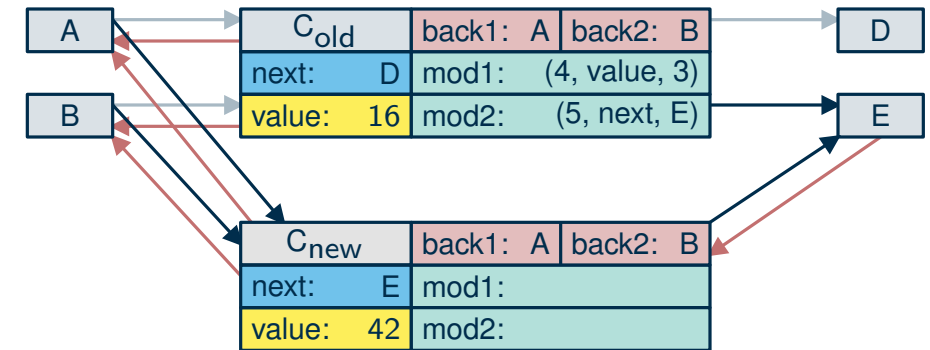 A C_old back1: A back2: B D
next: D mod1: (4, value, 3)
B value: 16 mod2: (5, next, E) E
C_new back1: A back2: B
next: E mod1:
value: 42 mod2: